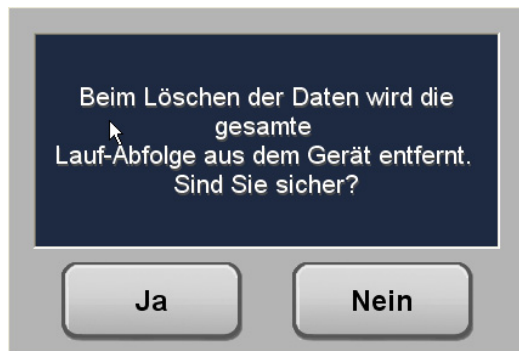 Beim Löschen der Daten wird die
gesamte
Lauf-Abfolge aus dem Gerät entfernt.
Sind Sie sicher?
Ja
Nein